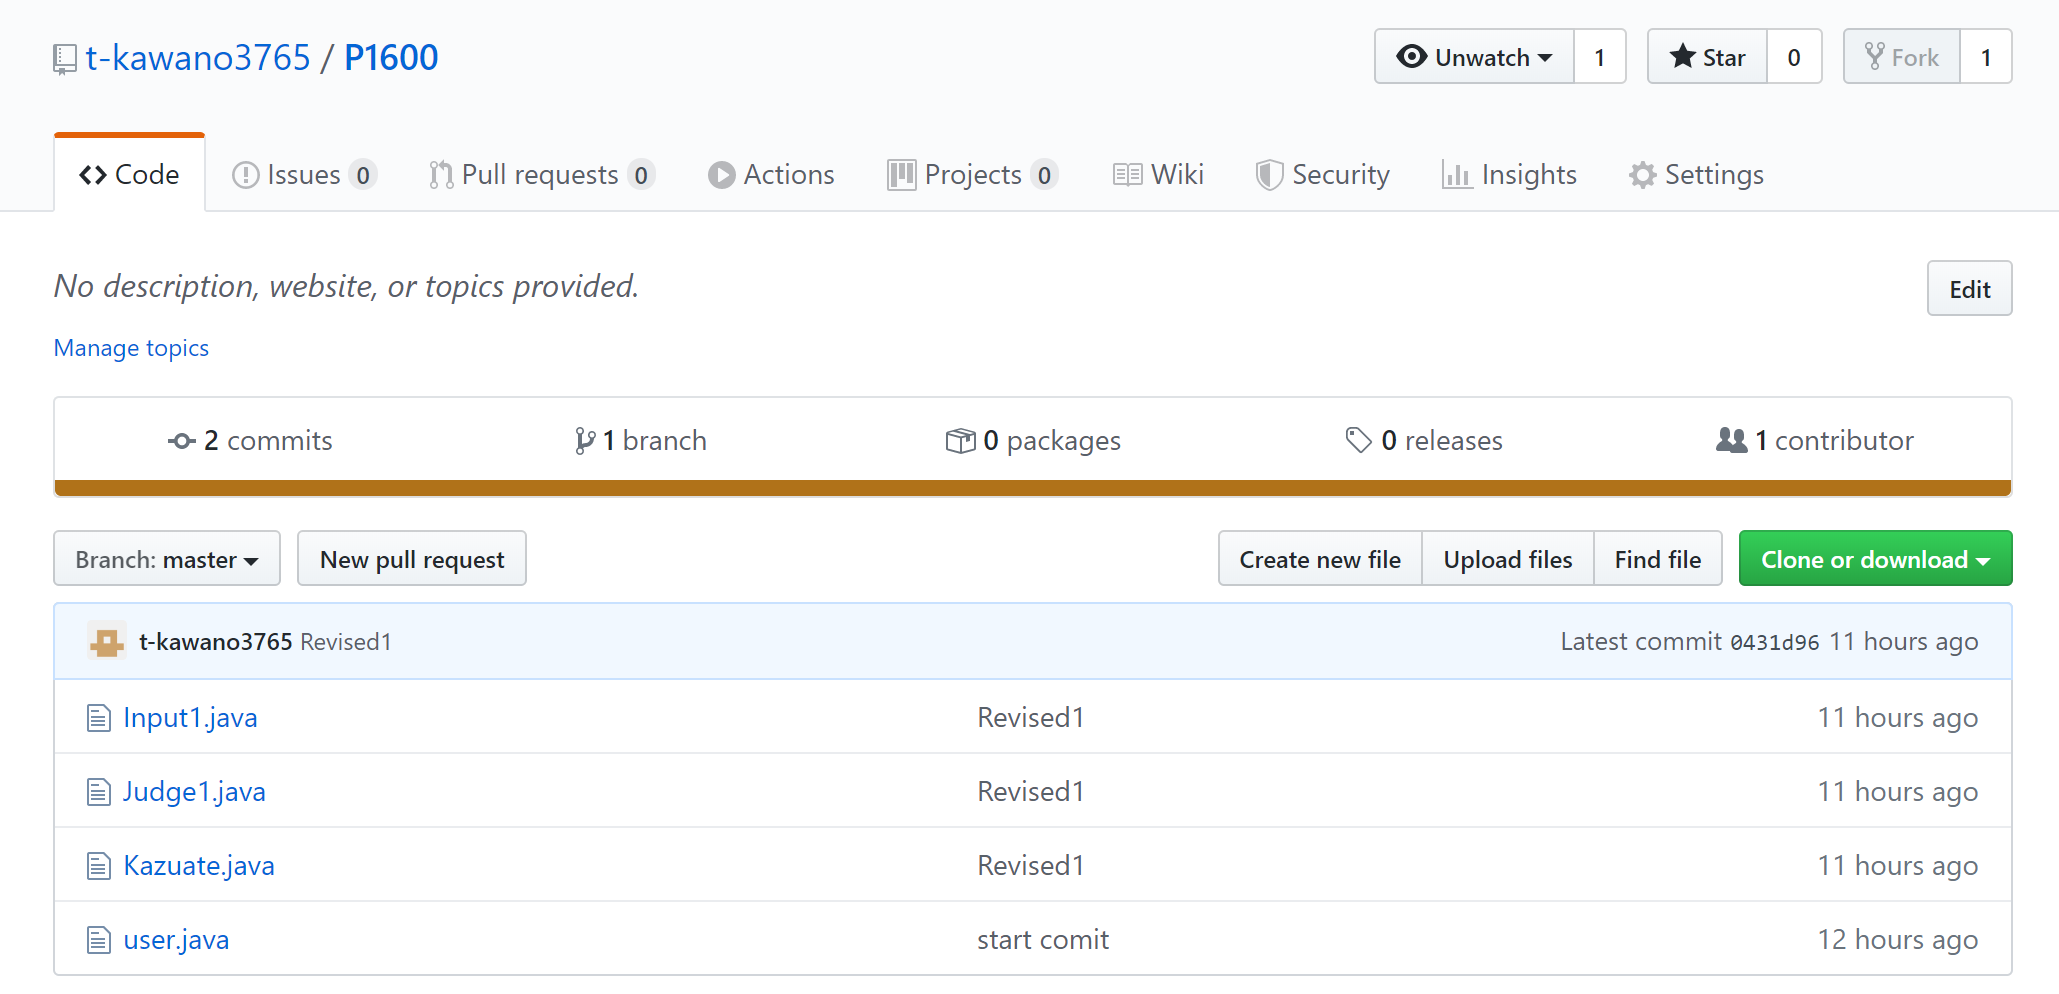 t-kawano3765 / P1600 Unwatch 1 Star 0 Fork 1
Code Issues 0 Pull requests 0 Actions Projects 0 Wiki Security Insights Settings
No description, website, or topics provided. Edit
Manage topics
2 commits 1 branch 0 packages 0 releases 1 contributor
Branch: master New pull request Create new file Upload files Find file Clone or download
t-kawano3765 Revised1 Latest commit 0431d96 11 hours ago
Input1.java Revised1 11 hours ago
Judge1.java Revised1 11 hours ago
Kazuate.java Revised1 11 hours ago
user.java start comit 12 hours ago